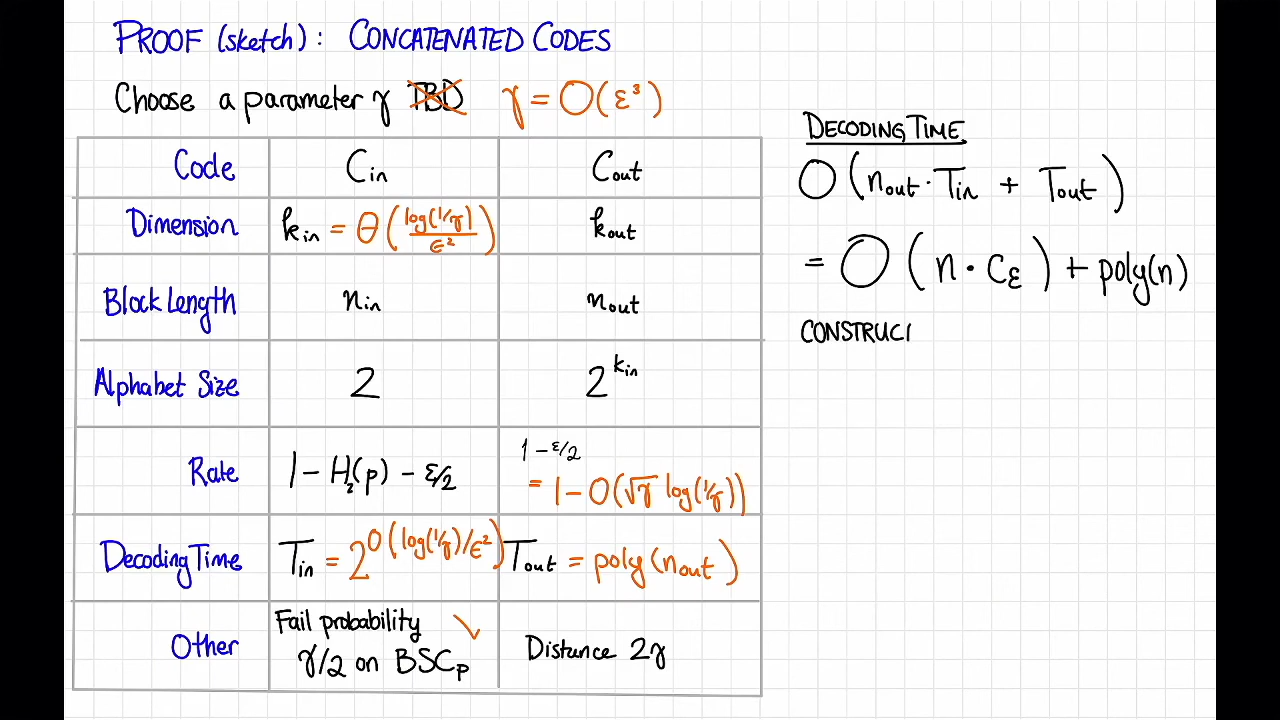 PROOF (sketch): CONCATENATED CODES
Choose a parameter γ TBD γ = O(ε³)
Code C_in C_out
Dimension k_in = Θ(log(1/γ)/ε²) k_out
Block Length n_in n_out
Alphabet Size 2 2^{k_in}
Rate 1 - H₂(p) - ε/2 1 - ε/2
= 1 - O(√γ log(1/γ))
Decoding Time T_in = 2^{O(log(1/γ)/ε²)} T_out = poly(n_out)
Other Fail probability γ/2 on BSC_p Distance 2γ
DECODING TIME
O(n_out · T_in + T_out)
= O(n · C_ε) + poly(n)
CONSTRUC